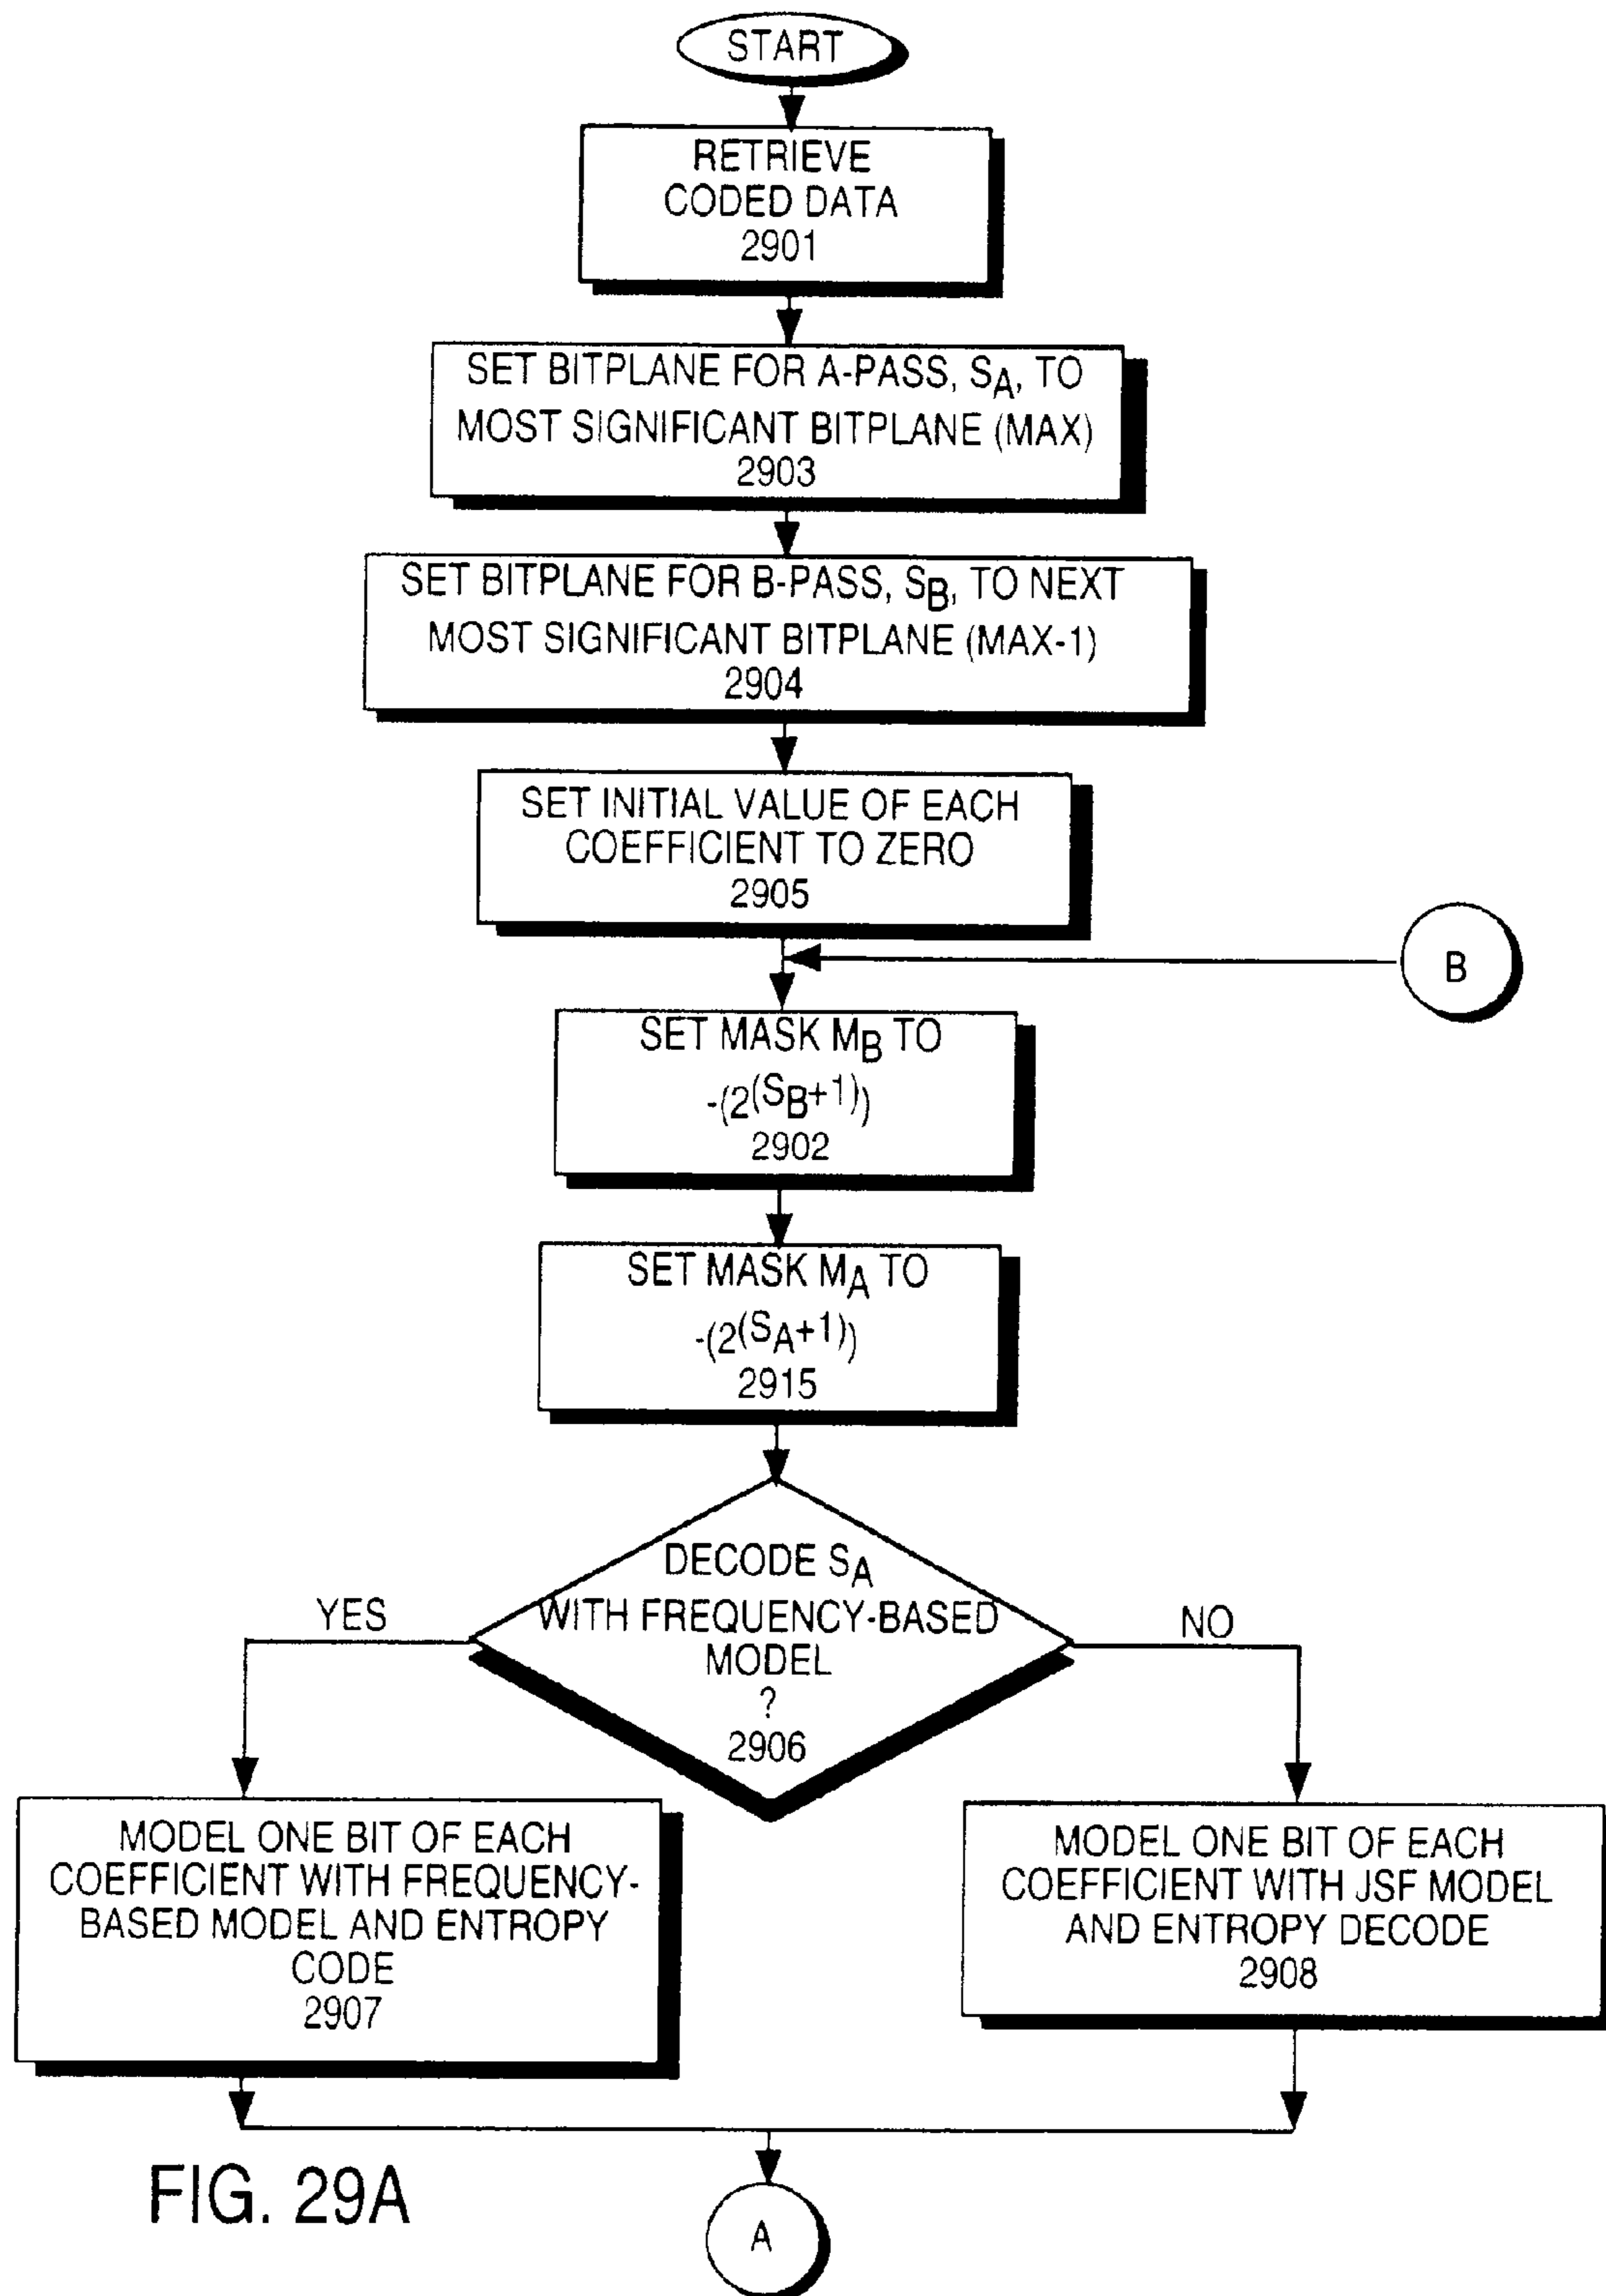 START
RETRIEVE
CODED DATA
2901
SET BITPLANE FOR A-PASS, SA, TO
MOST SIGNIFICANT BITPLANE (MAX)
2903
SET BITPLANE FOR B-PASS, SB, TO NEXT
MOST SIGNIFICANT BITPLANE (MAX-1)
2904
SET INITIAL VALUE OF EACH
COEFFICIENT TO ZERO
2905
B
SET MASK MB TO
-(2(SB+1))
2902
SET MASK MA TO
-(2(SA+1))
2915
DECODE SA
WITH FREQUENCY-BASED
MODEL
?
2906
YES
NO
MODEL ONE BIT OF EACH
COEFFICIENT WITH FREQUENCY-
BASED MODEL AND ENTROPY
CODE
2907
MODEL ONE BIT OF EACH
COEFFICIENT WITH JSF MODEL
AND ENTROPY DECODE
2908
FIG. 29A
A